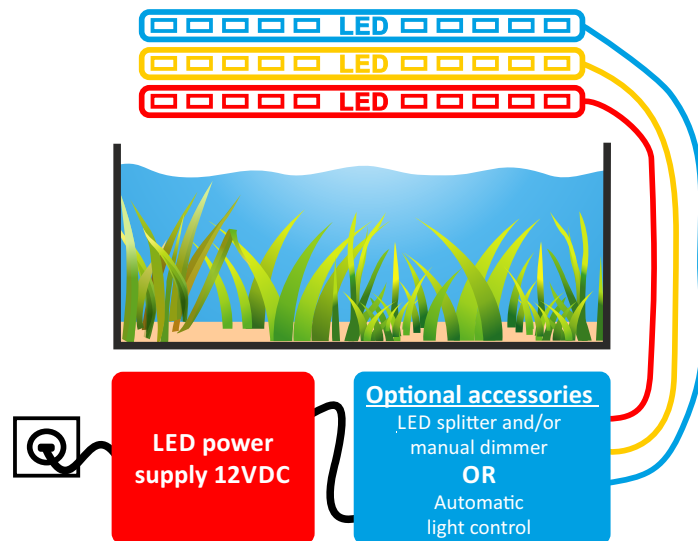 LED
LED
LED
LED power
supply 12VDC
Optional accessories
LED splitter and/or
manual dimmer
OR
Automatic
light control